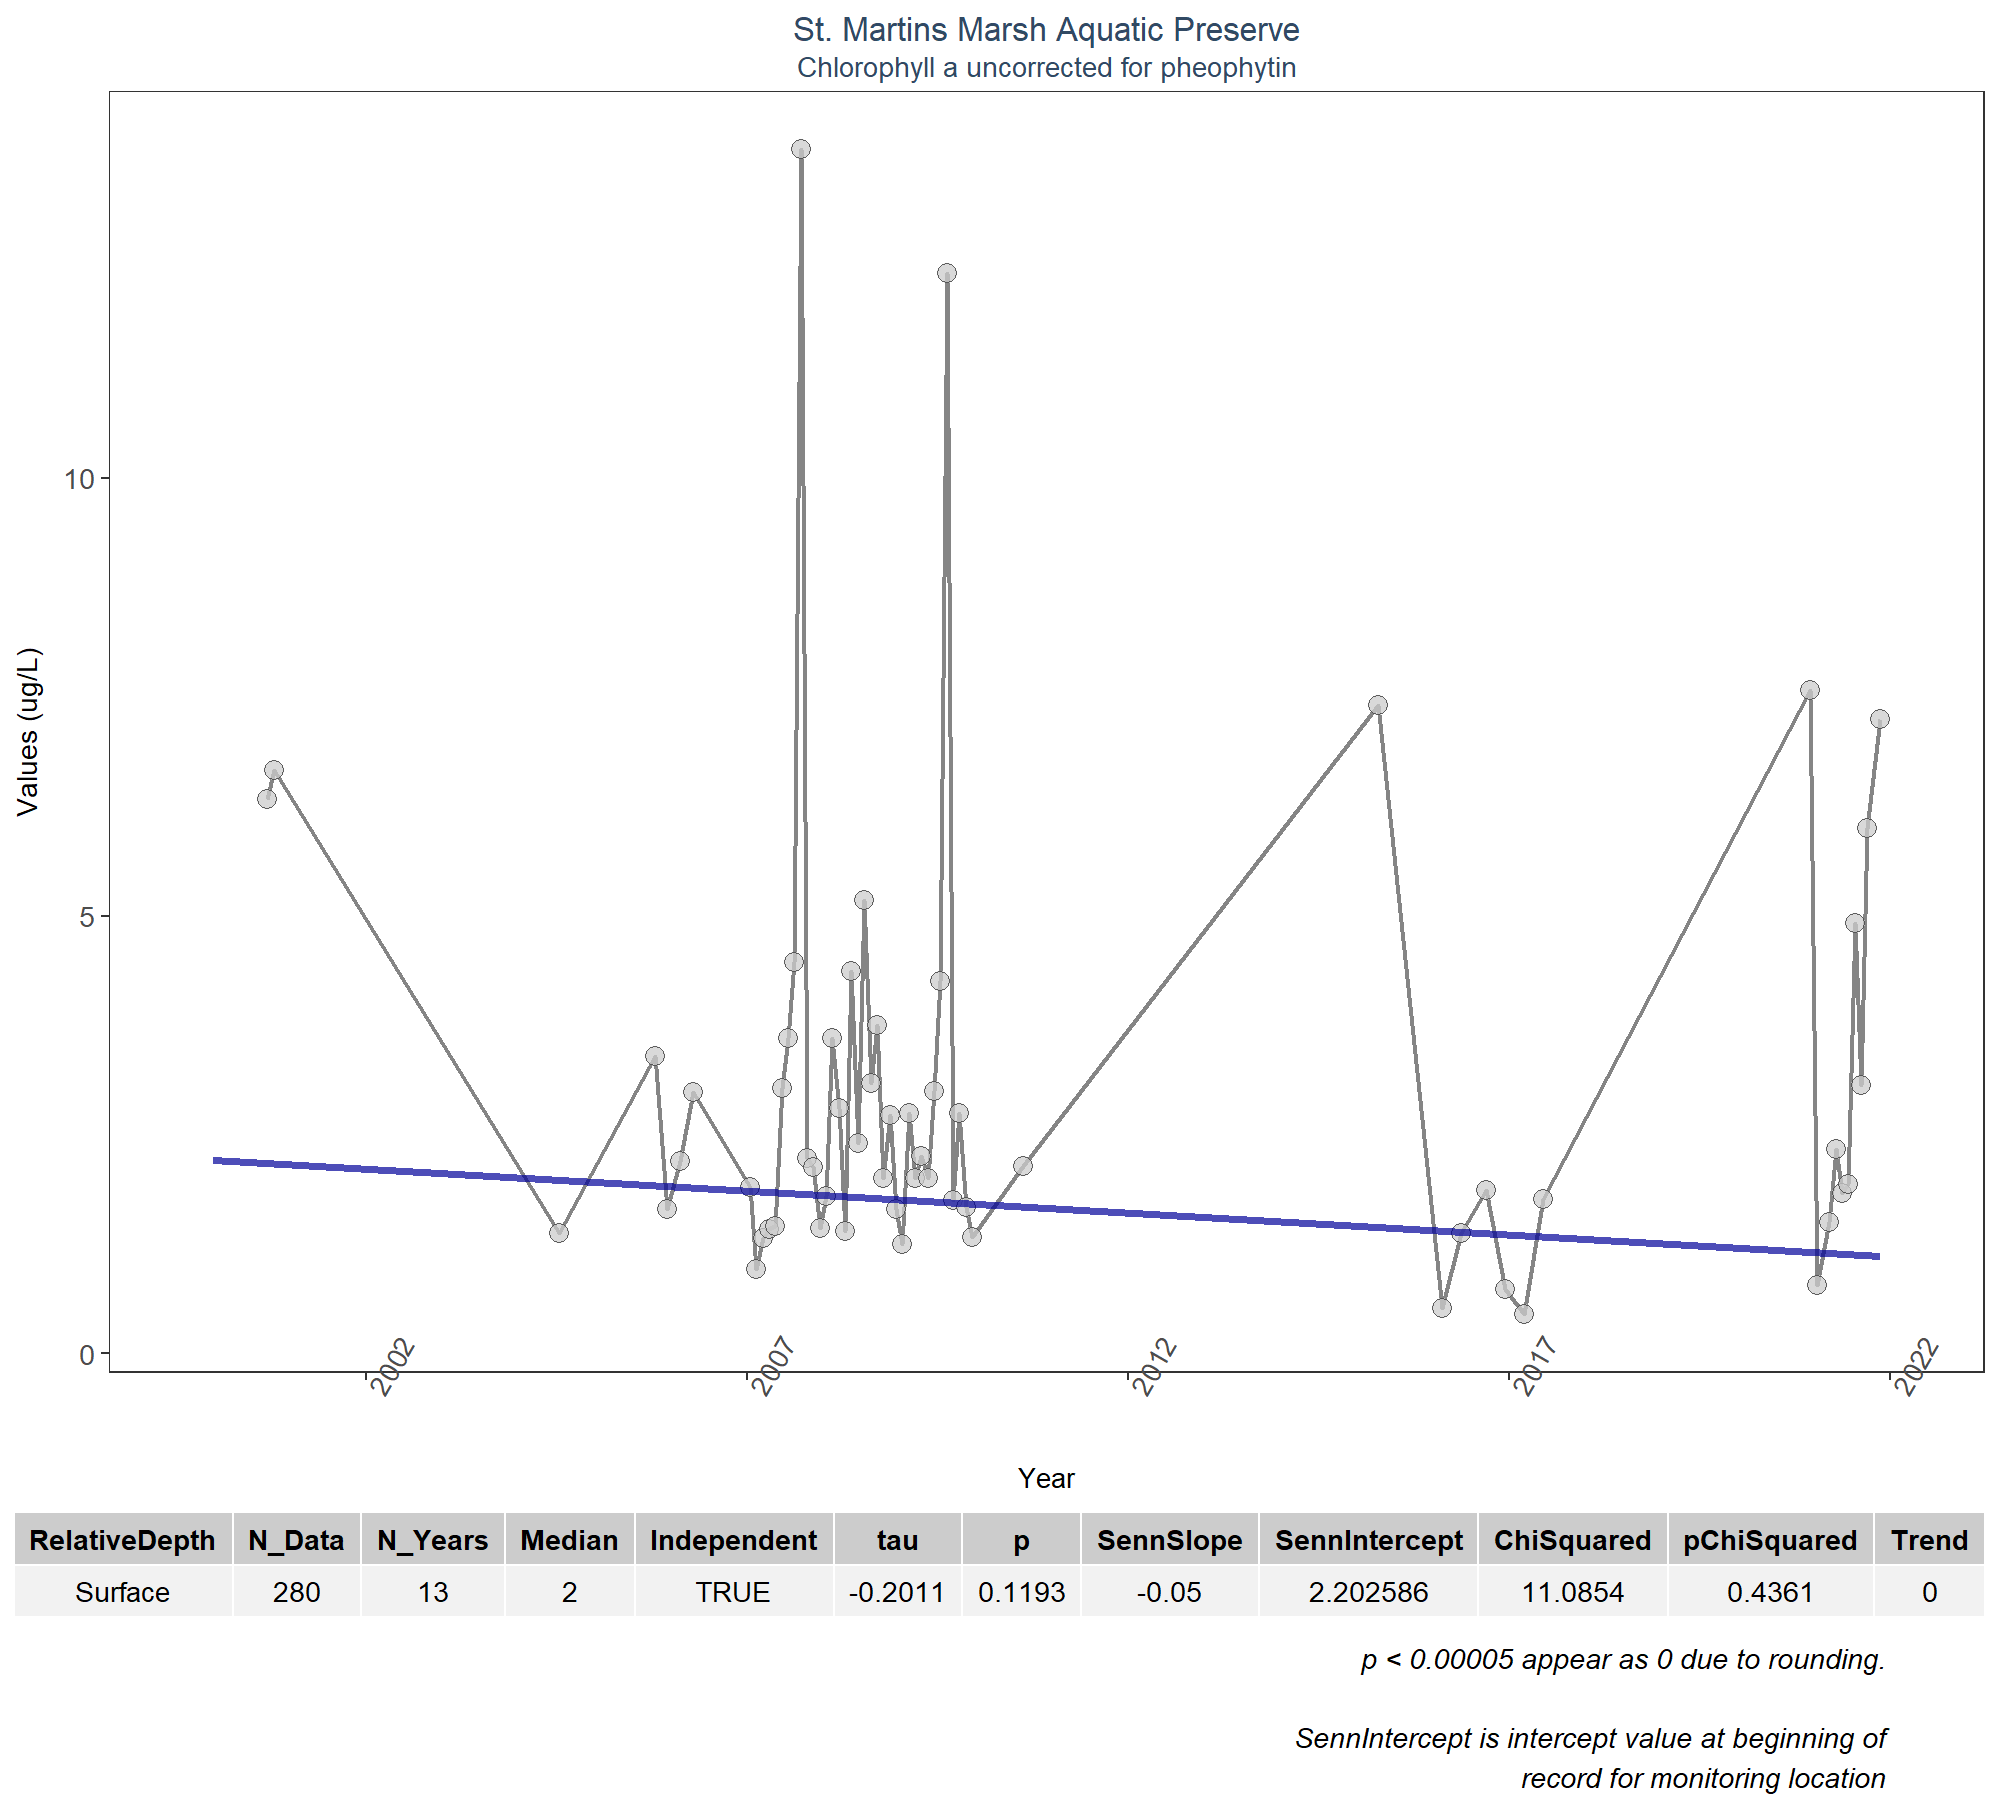 St. Martins Marsh Aquatic Preserve
Chlorophyll a uncorrected for pheophytin
Values (ug/L)
10
5
0
2002
2007
2012
2017
2022
Year
RelativeDepth N_Data N_Years Median Independent tau p SennSlope SennIntercept ChiSquared pChiSquared Trend
Surface 280 13 2 TRUE -0.2011 0.1193 -0.05 2.202586 11.0854 0.4361 0
p < 0.00005 appear as 0 due to rounding.
SennIntercept is intercept value at beginning of
record for monitoring location